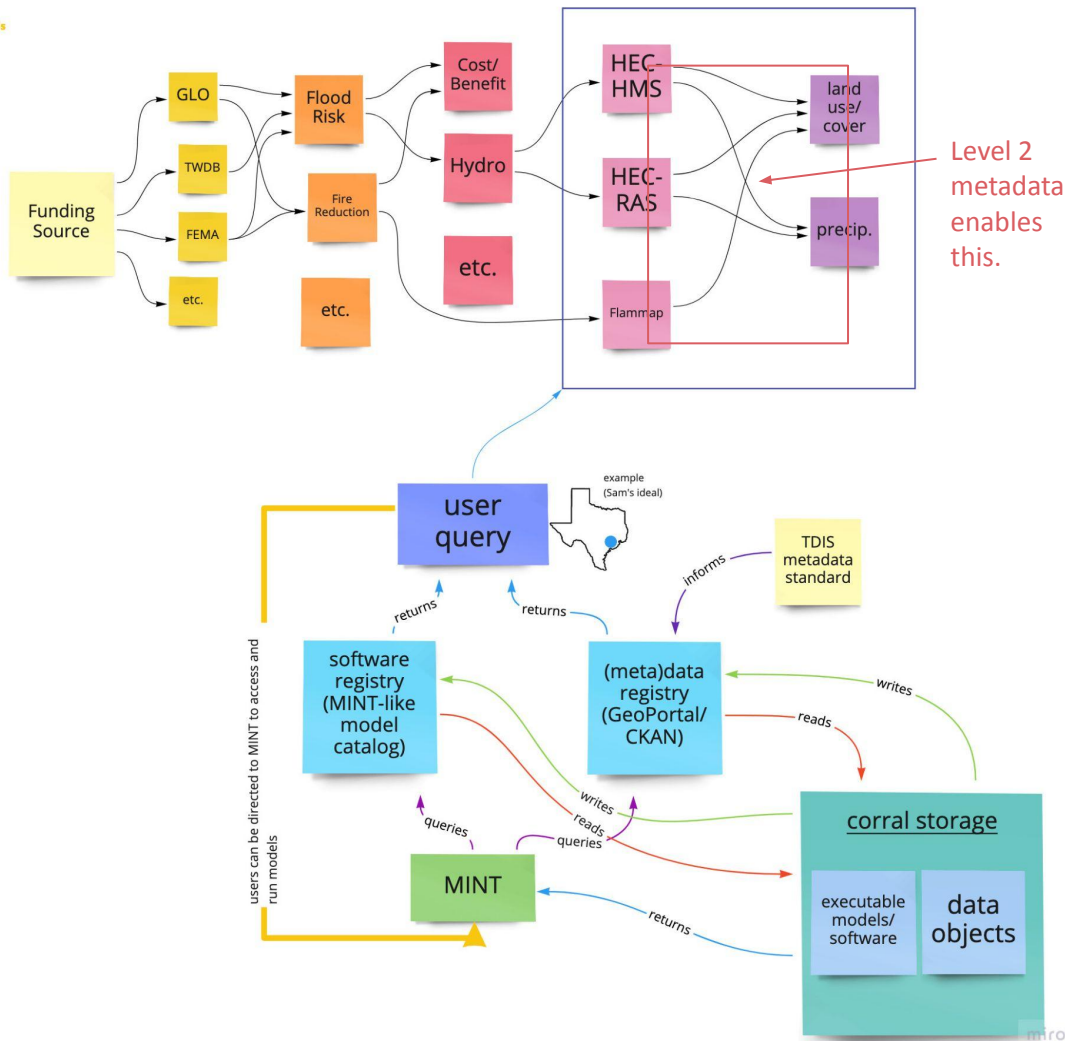 s
Funding
Source
GLO
TWDB
FEMA
etc.
Flood
Risk
Fire
Reduction
etc.
Cost/
Benefit
Hydro
etc.
HEC-
HMS
HEC-
RAS
Flammap
land
use/
cover
precip.
Level 2
metadata
enables
this.
user
query
example
(Sam's ideal)
TDIS
metadata
standard
informs
returns
returns
software
registry
(MINT-like
model
catalog)
(meta)data
registry
(GeoPortal/
CKAN)
writes
reads
writes
reads
queries
queries
MINT
returns
corral storage
executable
models/
software
data
objects
users can be directed to MINT to access and
run models
miro